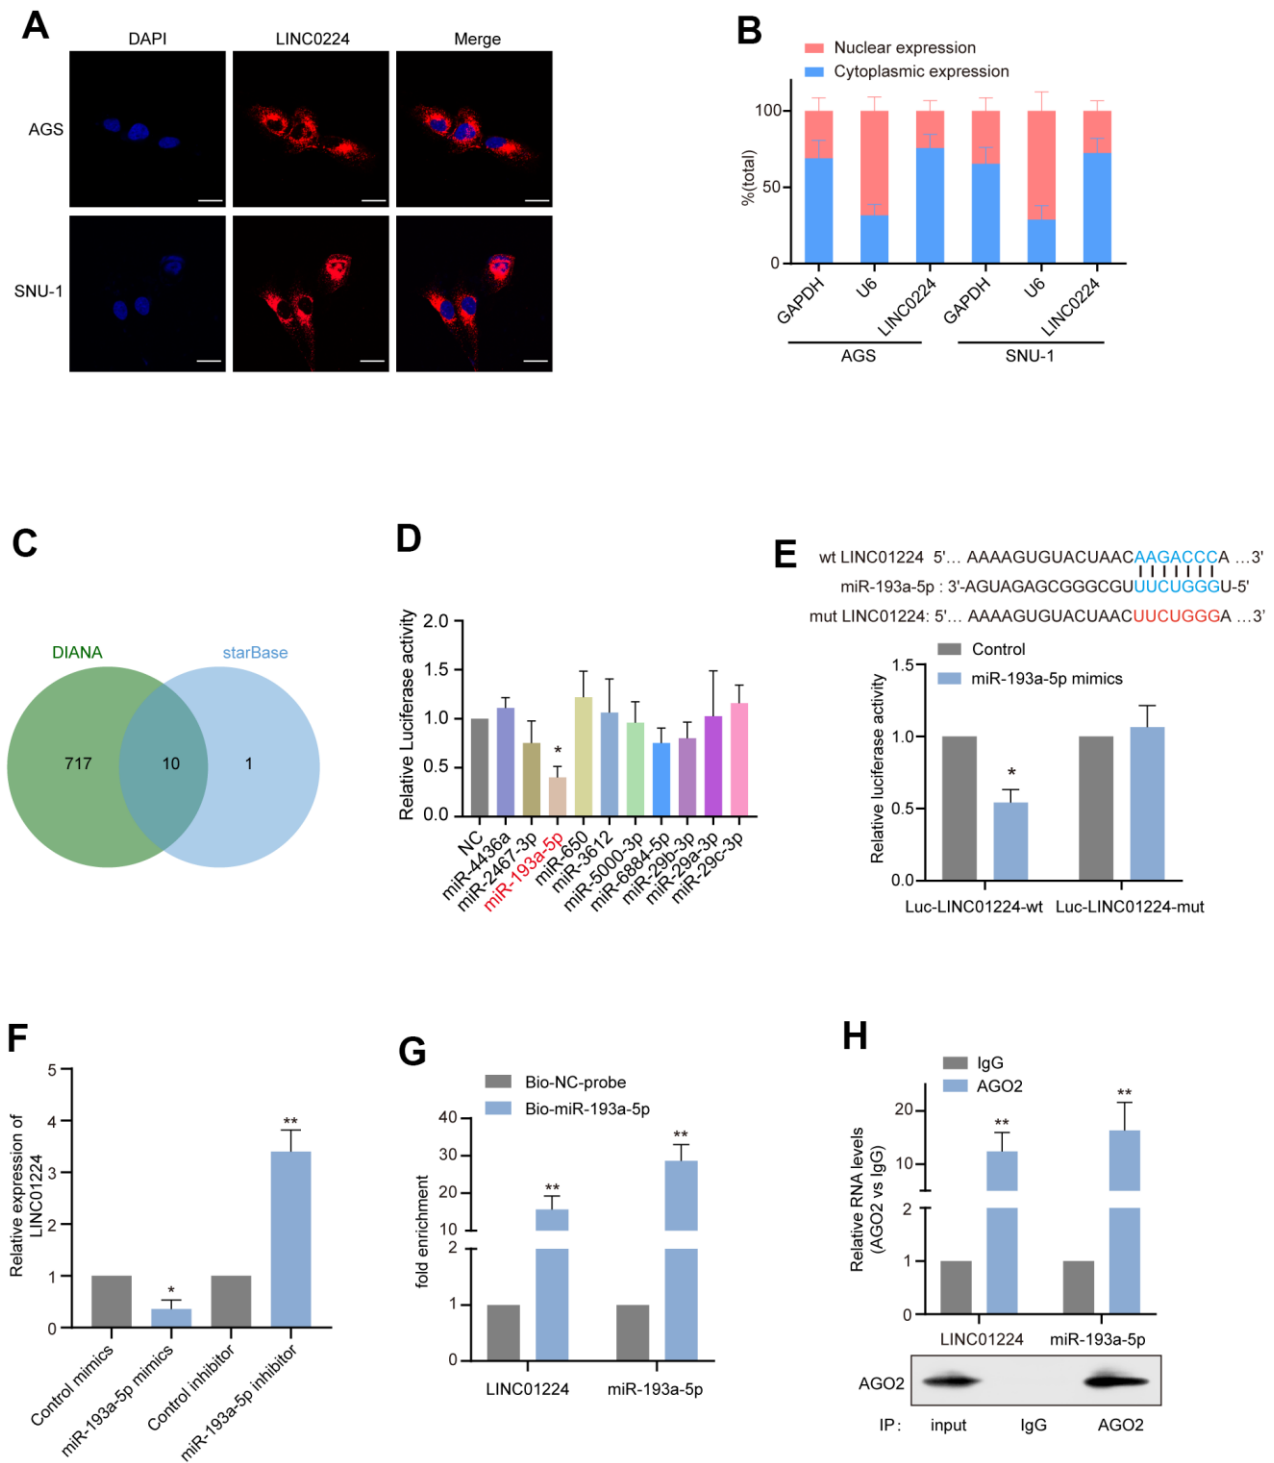 A
DAPI LINC0224 Merge
AGS
SNU-1
B
Nuclear expression
Cytoplasmic expression
%(total)
100
50
0
GAPDH U6 LINC0224 GAPDH U6 LINC0224
AGS SNU-1
C
DIANA starBase
717 10 1
D
Relative Luciferase activity
2.0
1.5
1.0
0.5
0.0
*
NC miR-4436a miR-2467-3p miR-193a-5p miR-650 miR-3612 miR-5000-3p miR-6884-5p miR-29b-3p miR-29a-3p miR-29c-3p
E
wt LINC01224 5'... AAAAGUGUACUAACAAGACCCA ...3'
miR-193a-5p : 3'-AGUAGAGCGGGCGUUUCUGGGU-5'
mut LINC01224: 5'... AAAAGUGUACUAACUUCUGGGA ...3'
Control
miR-193a-5p mimics
Relative luciferase activity
1.5
1.0
0.5
0.0
*
Luc-LINC01224-wt Luc-LINC01224-mut
F
Relative expression of
LINC01224
5
4
3
2
1
0
* **
Control mimics miR-193a-5p mimics Control inhibitor miR-193a-5p inhibitor
G
Bio-NC-probe
Bio-miR-193a-5p
fold enrichment
40
30
20
10
2
1
0
** **
LINC01224 miR-193a-5p
H
IgG
AGO2
Relative RNA levels
(AGO2 vs IgG)
20
10
2
1
0
** **
LINC01224 miR-193a-5p
AGO2
IP: input IgG AGO2